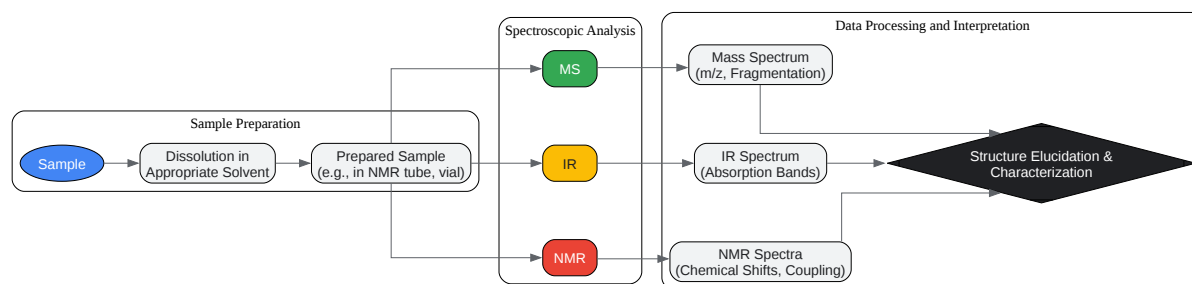 Sample Preparation
Sample
Dissolution in
Appropriate Solvent
Prepared Sample
(e.g., in NMR tube, vial)
Spectroscopic Analysis
MS
IR
NMR
Data Processing and Interpretation
Mass Spectrum
(m/z, Fragmentation)
IR Spectrum
(Absorption Bands)
NMR Spectra
(Chemical Shifts, Coupling)
Structure Elucidation &
Characterization